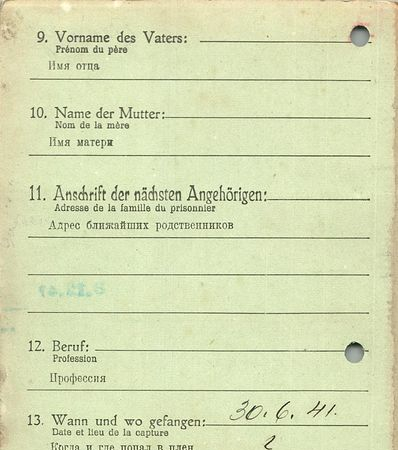 9. Vorname des Vaters:
Prénom du père
Имя отца
10. Name der Mutter:
Nom de la mère
Имя матери
11. Anschrift der nächsten Angehörigen:
Adresse de la famille du prisonnier
Адрес ближайших родственников
12. Beruf:
Profession
Профессия
13. Wann und wo gefangen: 30.6.41.
Date et lieu de la capture
Когда и где попал в плен